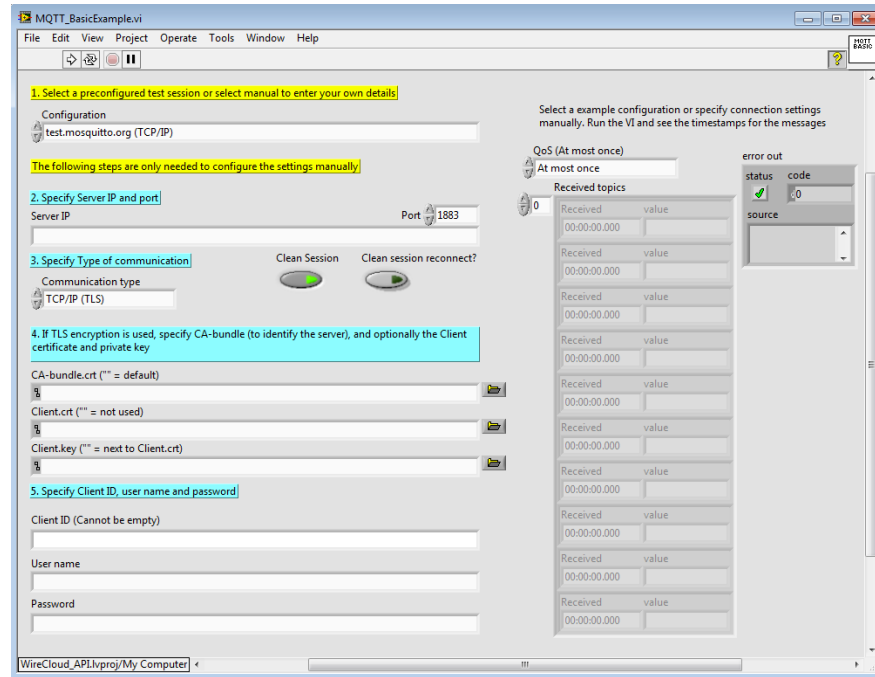 MQTT_BasicExample.vi
File Edit View Project Operate Tools Window Help
MQTT
BASIC
1. Select a preconfigured test session or select manual to enter your own details
Configuration
test.mosquitto.org (TCP/IP)
The following steps are only needed to configure the settings manually
2. Specify Server IP and port
Server IP
Port 1883
3. Specify Type of communication
Clean Session
Clean session reconnect?
Communication type
TCP/IP (TLS)
4. If TLS encryption is used, specify CA-bundle (to identify the server), and optionally the Client
certificate and private key
CA-bundle.crt ("" = default)
Client.crt ("" = not used)
Client.key ("" = next to Client.crt)
5. Specify Client ID, user name and password
Client ID (Cannot be empty)
User name
Password
Select a example configuration or specify connection settings
manually. Run the VI and see the timestamps for the messages
QoS (At most once)
At most once
Received topics
0
Received value
00:00:00.000
Received value
00:00:00.000
Received value
00:00:00.000
Received value
00:00:00.000
Received value
00:00:00.000
Received value
00:00:00.000
Received value
00:00:00.000
Received value
00:00:00.000
Received value
00:00:00.000
Received value
00:00:00.000
error out
status code
0
source
WireCloud_API.lvproj/My Computer